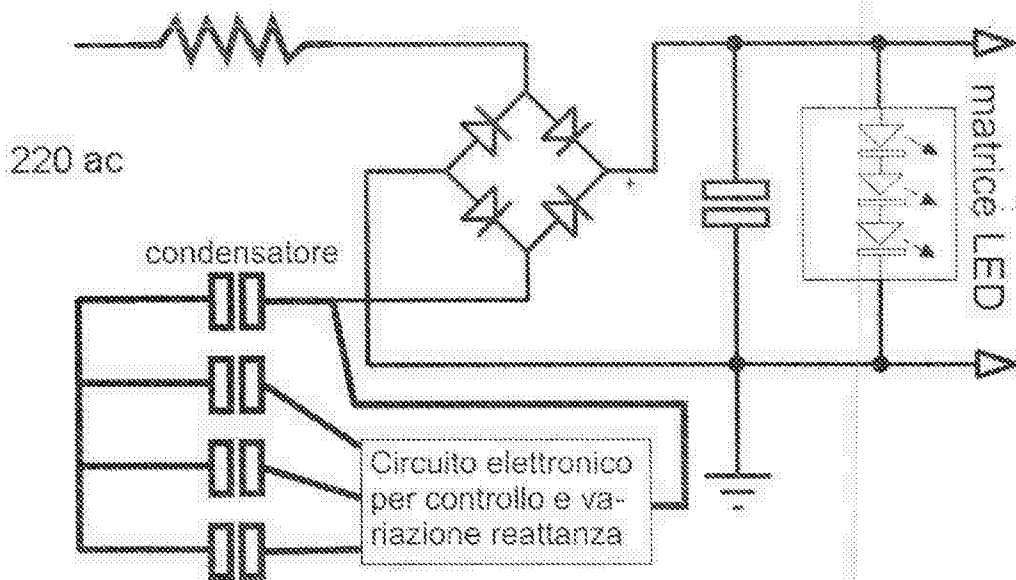 220 ac
condensatore
matrice LED
+
Circuito elettronico
per controllo e va-
riazione reattanza